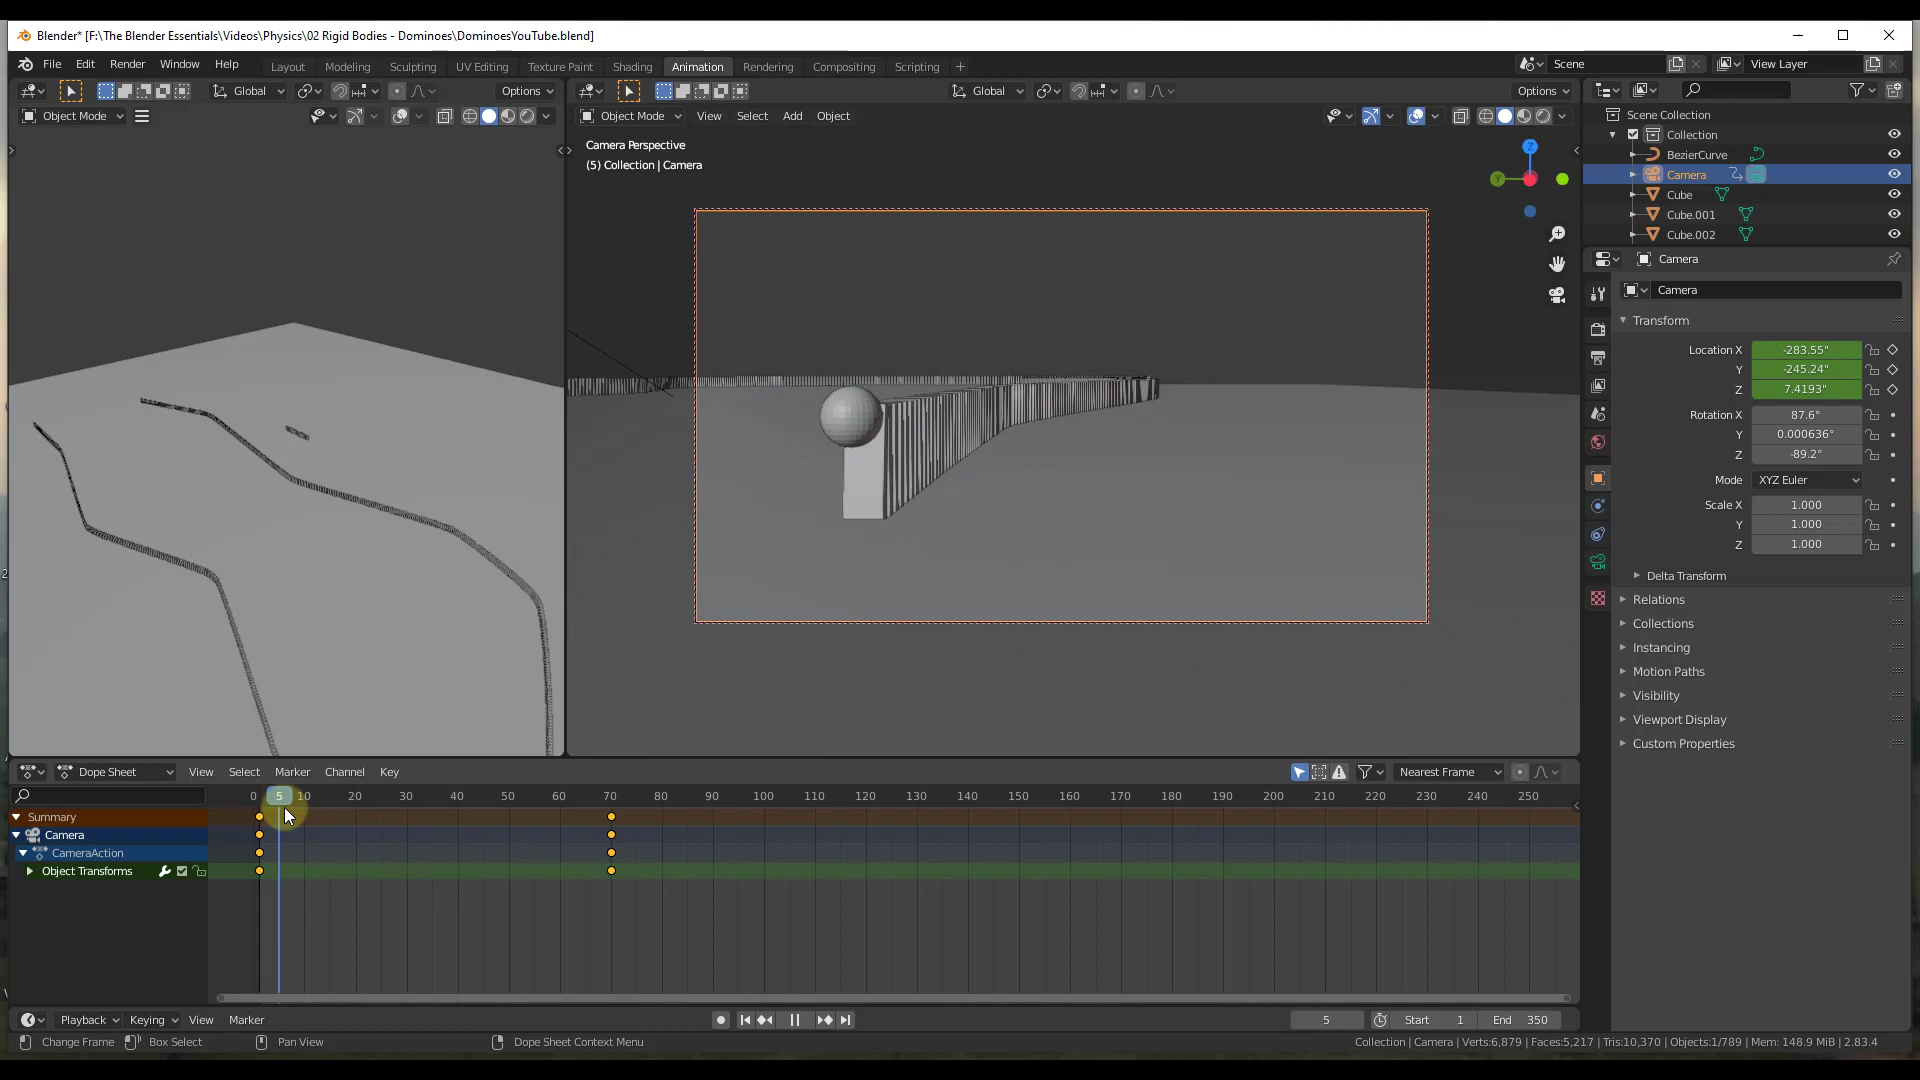 Blender* [F:\The Blender Essentials\Videos\Physics\02 Rigid Bodies - Dominoes\DominoesYouTube.blend]
File Edit Render Window Help Layout Modeling Sculpting UV Editing Texture Paint Shading Animation Rendering Compositing Scripting + Scene View Layer
Global Options Global Options
Object Mode Object Mode View Select Add Object
Camera Perspective
(5) Collection | Camera
Z
Y
Scene Collection
Collection
BezierCurve
Camera
Cube
Cube.001
Cube.002
Camera
Camera
Transform
Location X -283.55"
Y -245.24"
Z 7.4193"
Rotation X 87.6°
Y 0.000636°
Z -89.2°
Mode XYZ Euler
Scale X 1.000
Y 1.000
Z 1.000
Delta Transform
Relations
Collections
Instancing
Motion Paths
Visibility
Viewport Display
Custom Properties
Dope Sheet View Select Marker Channel Key Nearest Frame
0 5 10 20 30 40 50 60 70 80 90 100 110 120 130 140 150 160 170 180 190 200 210 220 230 240 250
Summary
Camera
CameraAction
Object Transforms
Playback Keying View Marker 5 Start 1 End 350
Change Frame Box Select Pan View Dope Sheet Context Menu Collection | Camera | Verts:6,879 | Faces:5,217 | Tris:10,370 | Objects:1/789 | Mem: 148.9 MiB | 2.83.4